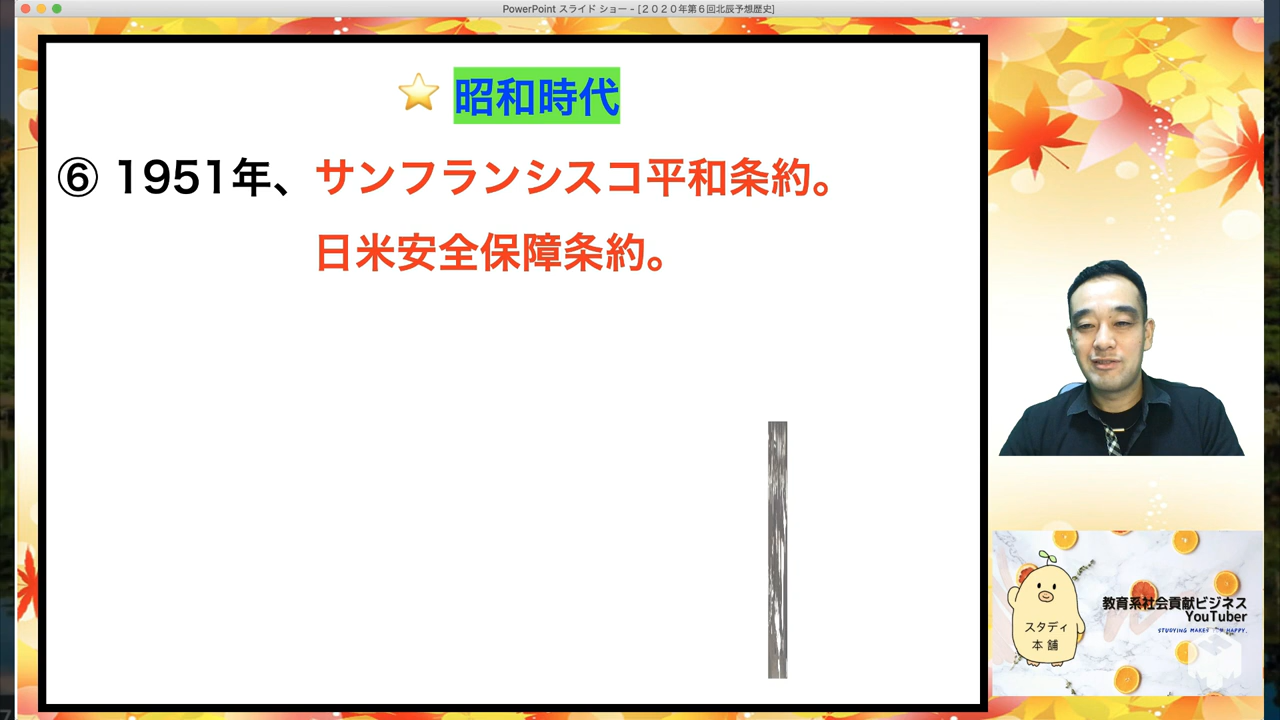 PowerPoint スライド ショー - [２０２０年第６回北辰予想歴史]
昭和時代
⑥ 1951年、サンフランシスコ平和条約。
日米安全保障条約。
スタディ
本舗
教育系社会貢献ビジネス
YouTuber